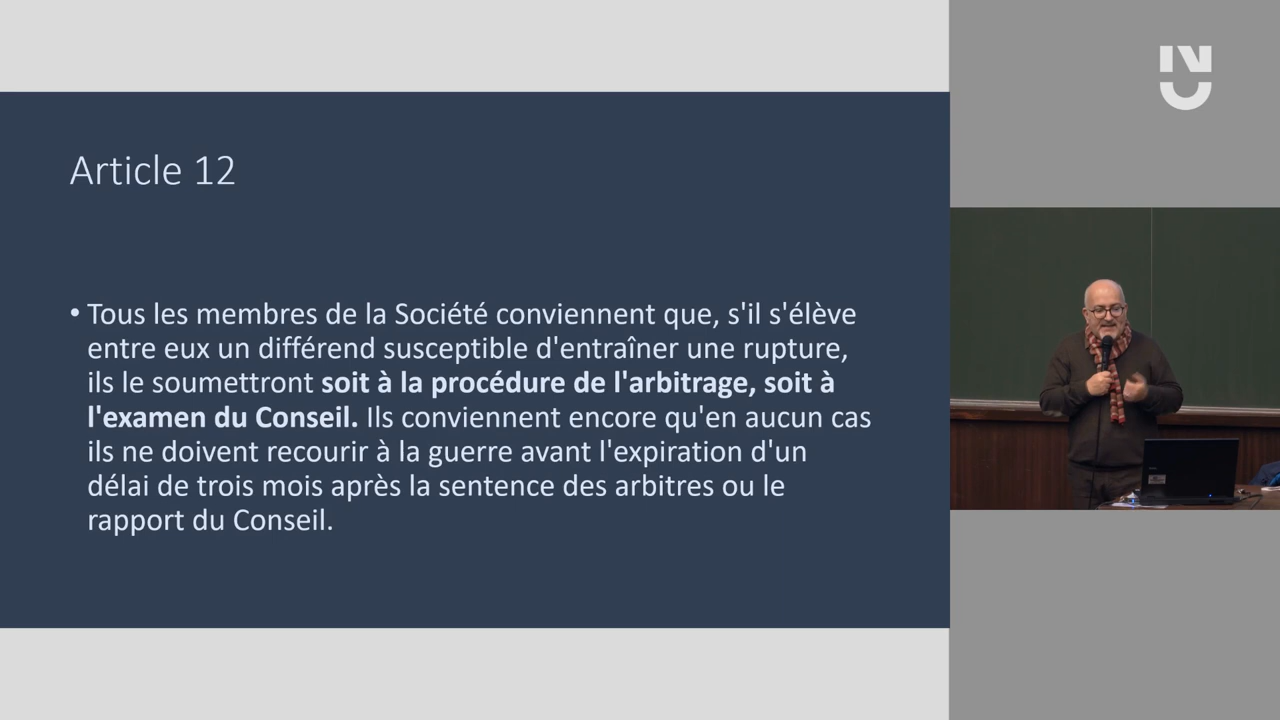 Article 12
• Tous les membres de la Société conviennent que, s'il s'élève
entre eux un différend susceptible d'entraîner une rupture,
ils le soumettront soit à la procédure de l'arbitrage, soit à
l'examen du Conseil. Ils conviennent encore qu'en aucun cas
ils ne doivent recourir à la guerre avant l'expiration d'un
délai de trois mois après la sentence des arbitres ou le
rapport du Conseil.